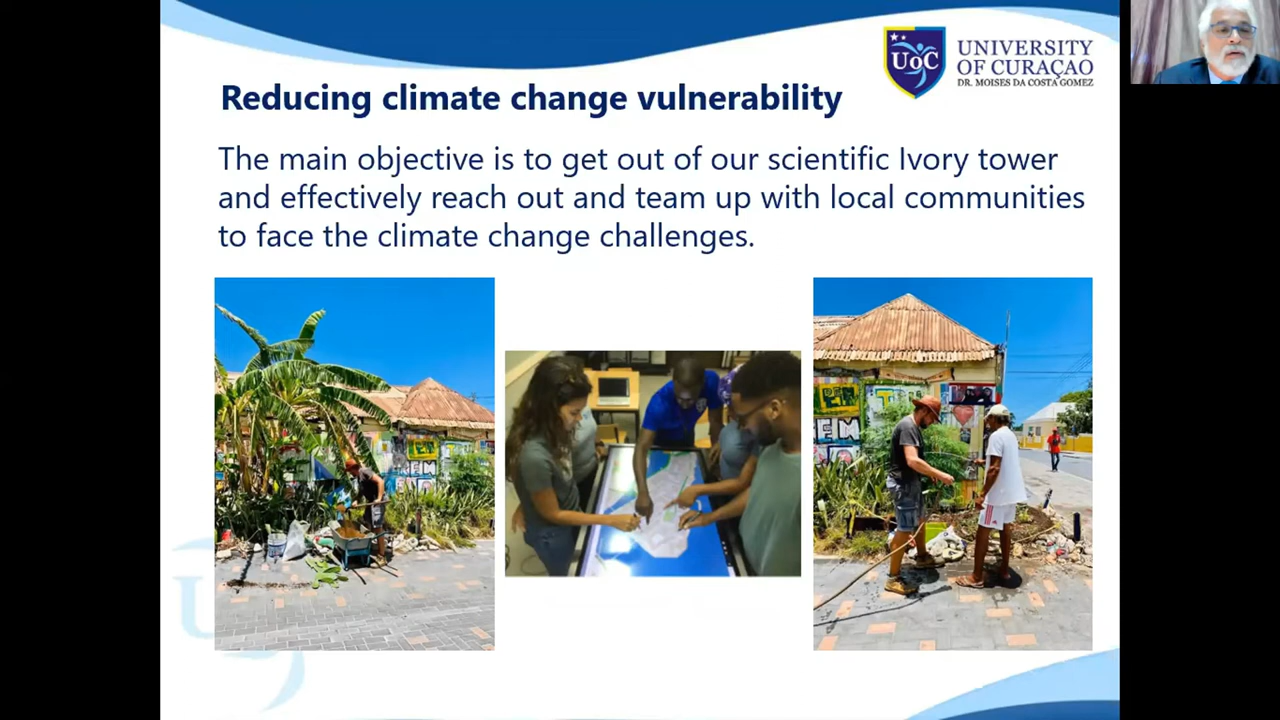 UoC
UNIVERSITY
OF CURAÇAO
DR. MOISES DA COSTA GOMEZ
Reducing climate change vulnerability
The main objective is to get out of our scientific Ivory tower
and effectively reach out and team up with local communities
to face the climate change challenges.